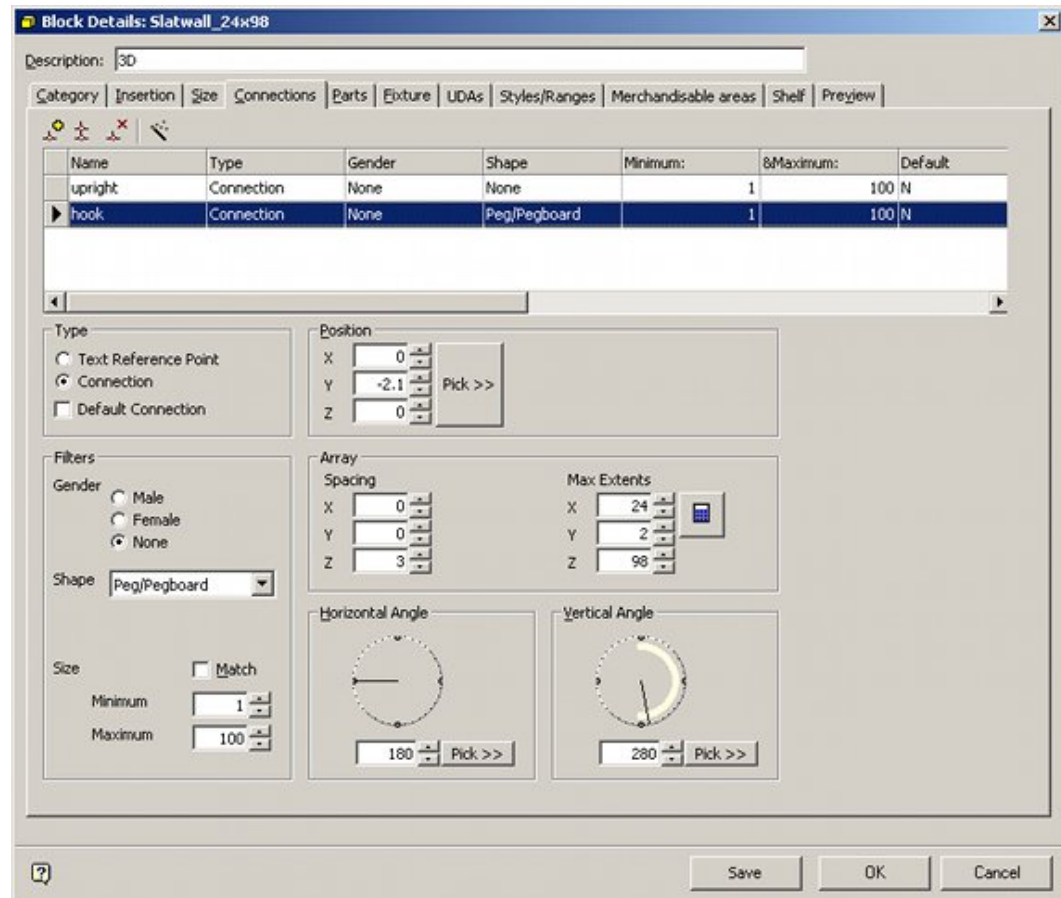 Block Details: Slatwall_24x98
Description: 3D
Category Insertion Size Connections Parts Fixture UDAs Styles/Ranges Merchandisable areas Shelf Preview
Name Type Gender Shape Minimum: &Maximum: Default
upright Connection None None 1 100 N
hook Connection None Peg/Pegboard 1 100 N
Type
Text Reference Point
Connection
Default Connection
Position
X 0
Y -2.1
Z 0
Pick >>
Filters
Gender
Male
Female
None
Shape Peg/Pegboard
Size Match
Minimum 1
Maximum 100
Array
Spacing
X 0
Y 0
Z 3
Max Extents
X 24
Y 2
Z 98
Horizontal Angle
180 Pick >>
Vertical Angle
280 Pick >>
Save OK Cancel